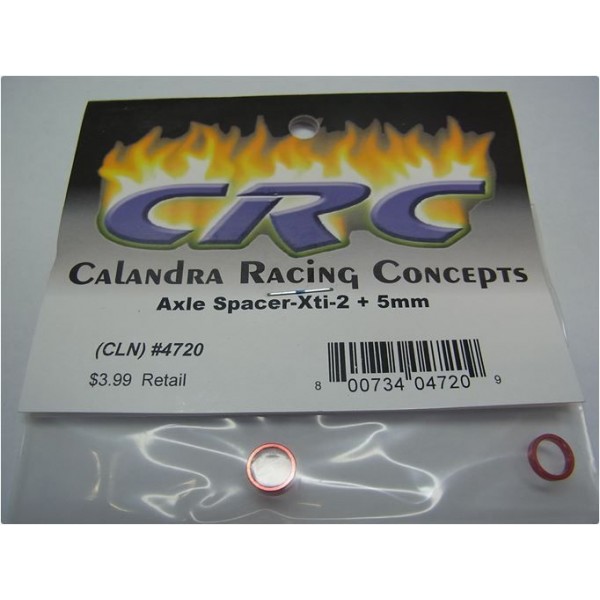 CRC
CALANDRA RACING CONCEPTS
Axle Spacer-Xti-2 + 5mm
(CLN) #4720
$3.99 Retail
8 00734 04720 9